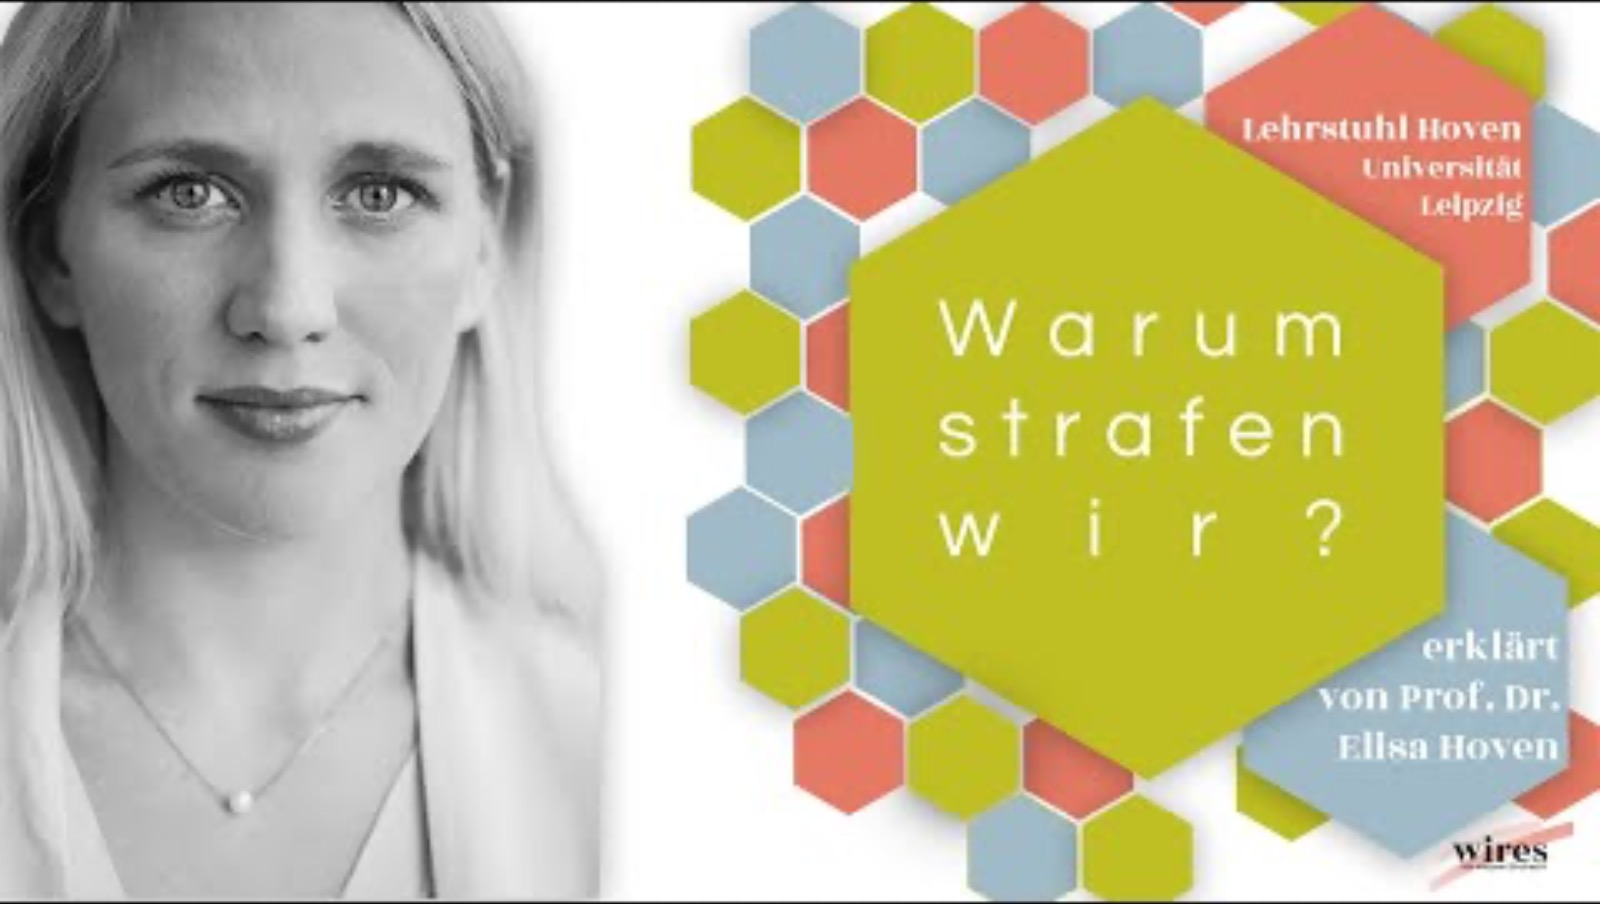 Lehrstuhl Hoven
Universität
Leipzig
Warum
strafen
wir?
erklärt
von Prof. Dr.
Elisa Hoven
wires